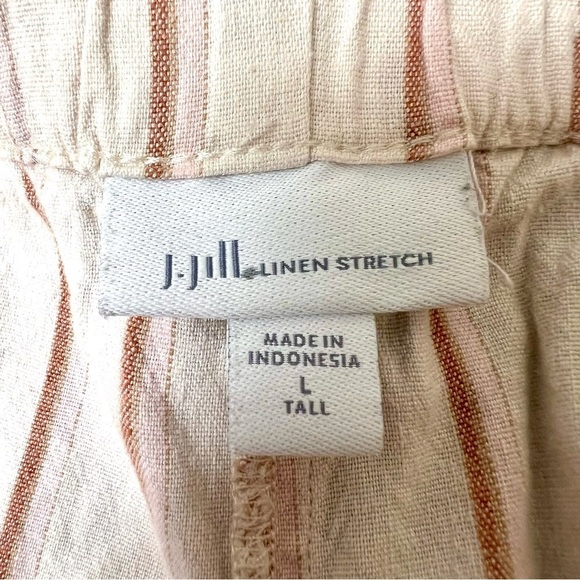 J.Jill LINEN STRETCH
MADE IN
INDONESIA
L
TALL